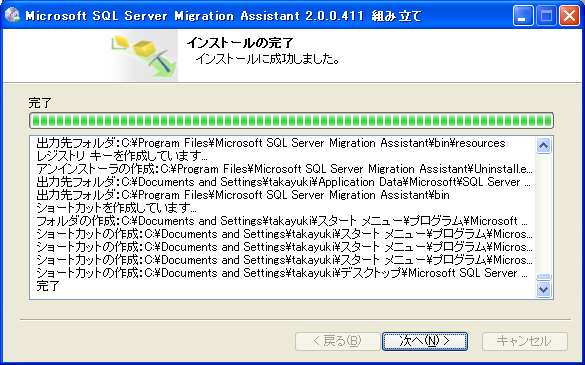 Microsoft SQL Server Migration Assistant 2.0.0.411 組み立て
インストールの完了
インストールに成功しました。
完了
出力先フォルダ:C:¥Program Files¥Microsoft SQL Server Migration Assistant¥bin¥resources
レジストリ キーを作成しています...
アンインストーラの作成:C:¥Program Files¥Microsoft SQL Server Migration Assistant¥Uninstall.e...
出力先フォルダ:C:¥Documents and Settings¥takayuki¥Application Data¥Microsoft¥SQL Server ...
出力先フォルダ:C:¥Program Files¥Microsoft SQL Server Migration Assistant¥bin
ショートカットを作成しています...
フォルダの作成:C:¥Documents and Settings¥takayuki¥スタート メニュー¥プログラム¥Microsoft ...
ショートカットの作成:C:¥Documents and Settings¥takayuki¥スタート メニュー¥プログラム¥Micros...
ショートカットの作成:C:¥Documents and Settings¥takayuki¥スタート メニュー¥プログラム¥Micros...
ショートカットの作成:C:¥Documents and Settings¥takayuki¥スタート メニュー¥プログラム¥Micros...
ショートカットの作成:C:¥Documents and Settings¥takayuki¥デスクトップ¥Microsoft SQL Server ...
完了
< 戻る(B) 次へ(N) > キャンセル